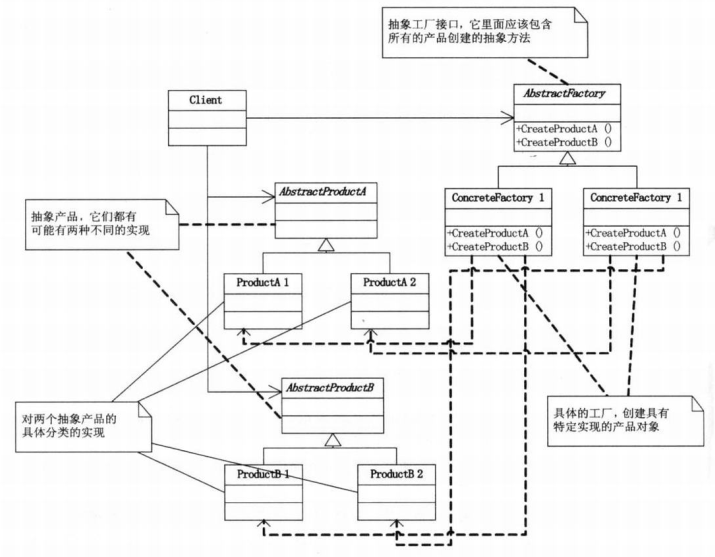 抽象工厂接口，它里面应该包含
所有的产品创建的抽象方法
Client
AbstractFactory
+CreateProductA ()
+CreateProductB ()
AbstractProductA
ConcreteFactory 1
ConcreteFactory 1
抽象产品，它们都有
可能有两种不同的实现
+CreateProductA ()
+CreateProductB ()
+CreateProductA ()
+CreateProductB ()
ProductA 1
ProductA 2
AbstractProductB
对两个抽象产品的
具体分类的实现
具体的工厂，创建具有
特定实现的产品对象
ProductB 1
ProductB 2